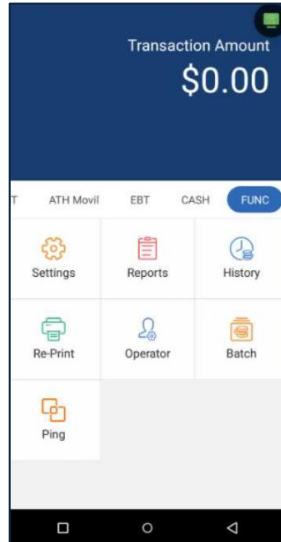 Transaction Amount
$0.00
T ATH Movil EBT CASH FUNC
Settings Reports History
Re-Print Operator Batch
Ping